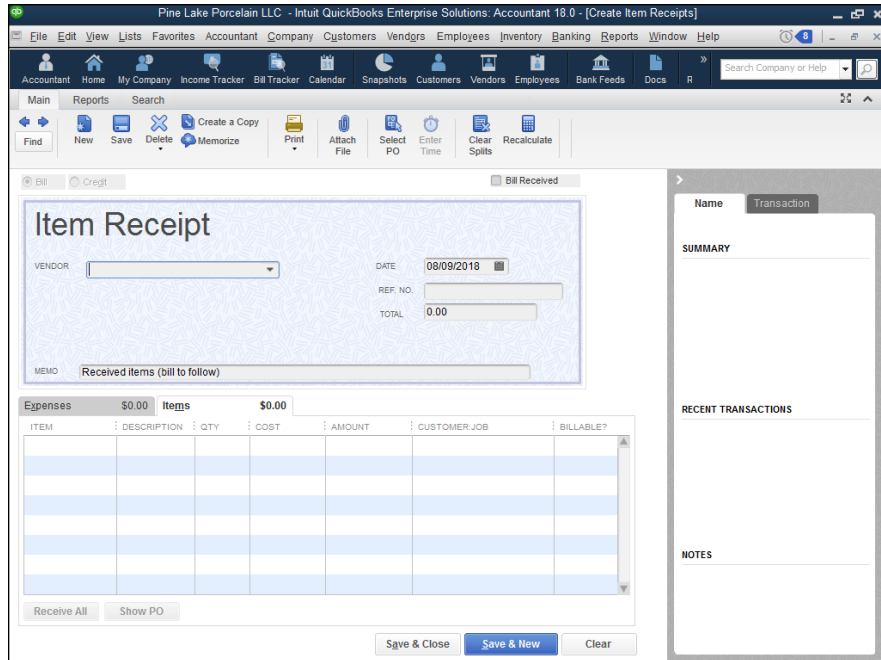 qb Pine Lake Porcelain LLC - Intuit QuickBooks Enterprise Solutions: Accountant 18.0 - [Create Item Receipts]
File Edit View Lists Favorites Accountant Company Customers Vendors Employees Inventory Banking Reports Window Help 8
Accountant Home My Company Income Tracker Bill Tracker Calendar Snapshots Customers Vendors Employees Bank Feeds Docs R » Search Company or Help
Main Reports Search
Find New Save Delete Create a Copy Memorize Print Attach File Select PO Enter Time Clear Splits Recalculate
Bill Credit Bill Received
Item Receipt
VENDOR DATE 08/09/2018
REF. NO.
TOTAL 0.00
MEMO Received items (bill to follow)
Expenses $0.00 Items $0.00
ITEM DESCRIPTION QTY COST AMOUNT CUSTOMER:JOB BILLABLE?
Receive All Show PO
Save & Close Save & New Clear
Name Transaction
SUMMARY
RECENT TRANSACTIONS
NOTES